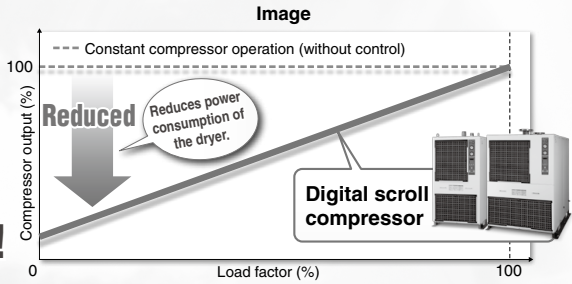 Image
Constant compressor operation (without control)
100
Reduced
Reduces power
consumption of
the dryer.
Compressor output (%)
Digital scroll
compressor
!
0
Load factor (%)
100